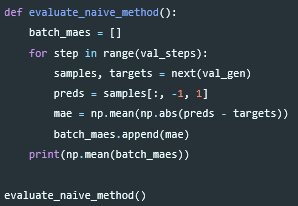 def evaluate_naive_method():
    batch_maes = []
    for step in range(val_steps):
        samples, targets = next(val_gen)
        preds = samples[:, -1, 1]
        mae = np.mean(np.abs(preds - targets))
        batch_maes.append(mae)
    print(np.mean(batch_maes))
evaluate_naive_method()